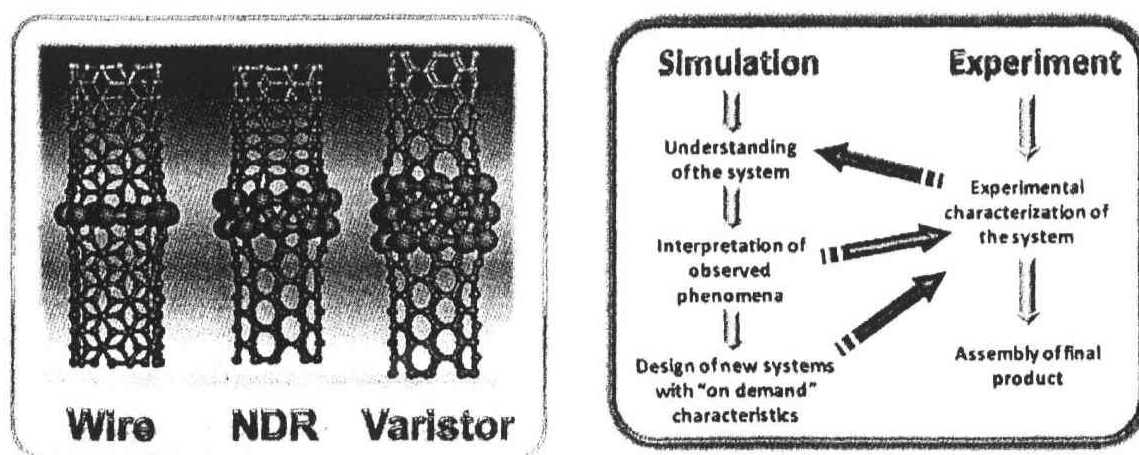 Wire
NDR
Varistor
Simulation
Understanding
of the system
Interpretation of
observed
phenomena
Design of new systems
with "on demand"
characteristics
Experiment
Experimental
characterization of
the system
Assembly of final
product